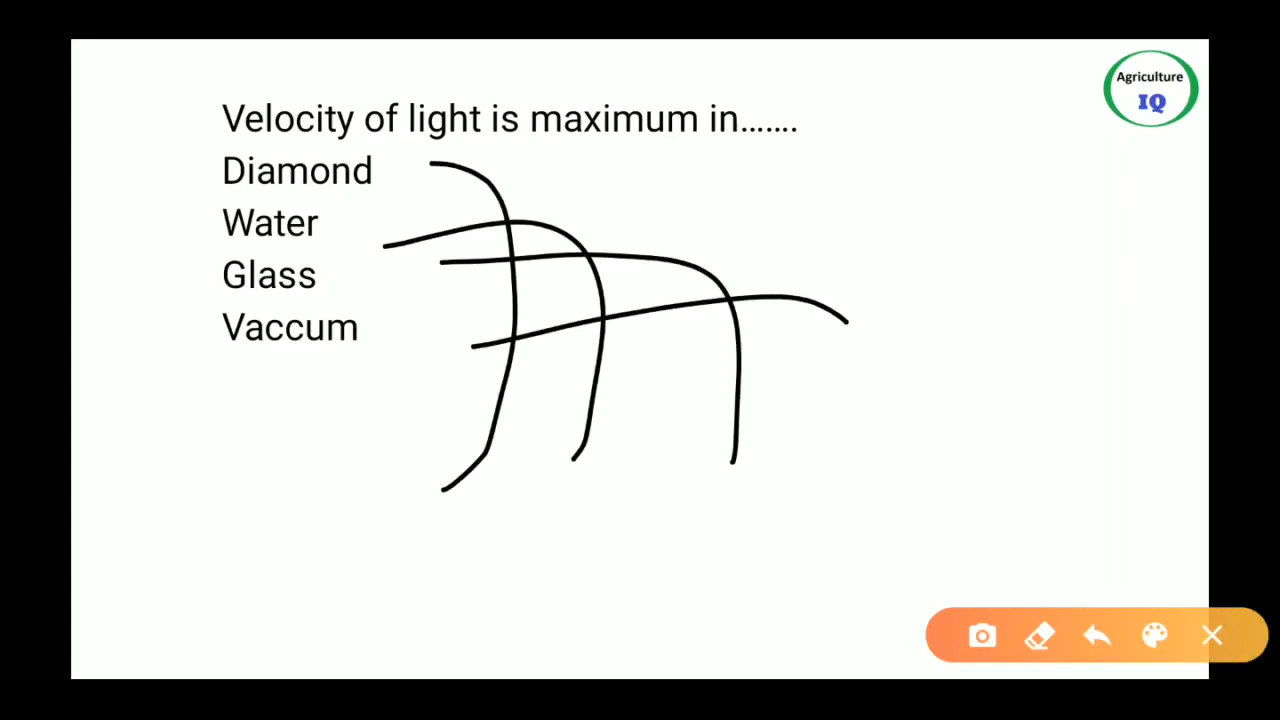 Agriculture
IQ
Velocity of light is maximum in.......
Diamond
Water
Glass
Vaccum